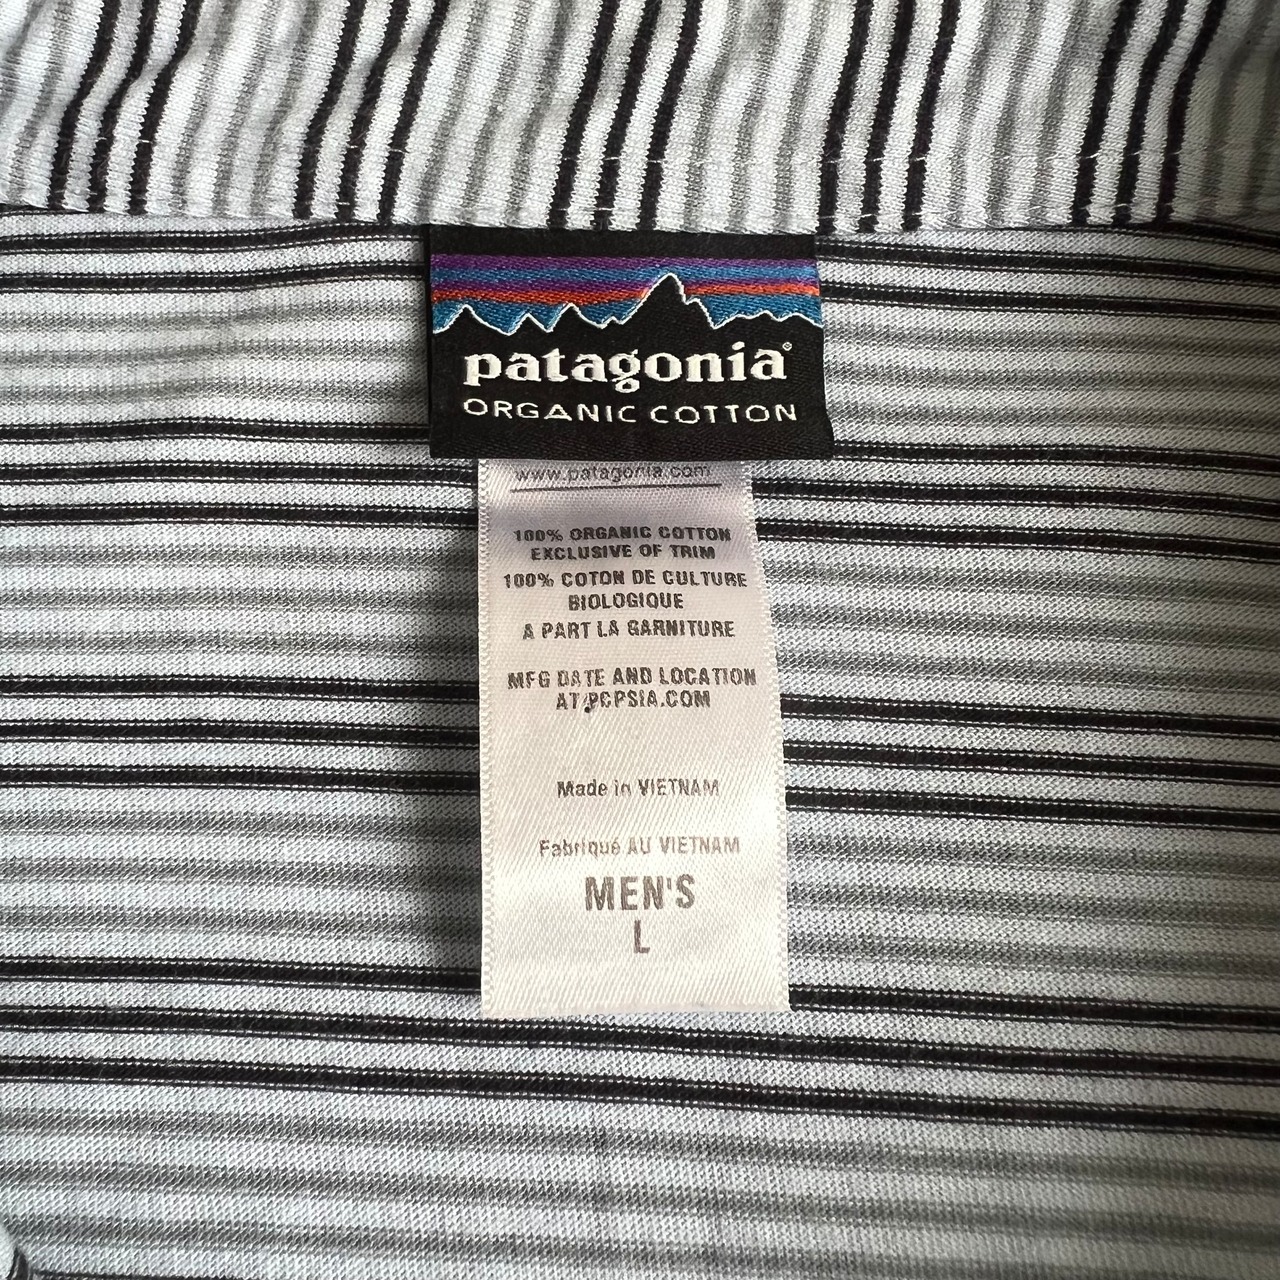 patagonia®
ORGANIC COTTON
www.patagonia.com
100% ORGANIC COTTON
EXCLUSIVE OF TRIM
100% COTON DE CULTURE
BIOLOGIQUE
A PART LA GARNITURE
MFG DATE AND LOCATION
AT PCPSIA.COM
Made in VIETNAM
Fabriqué AU VIETNAM
MEN'S
L